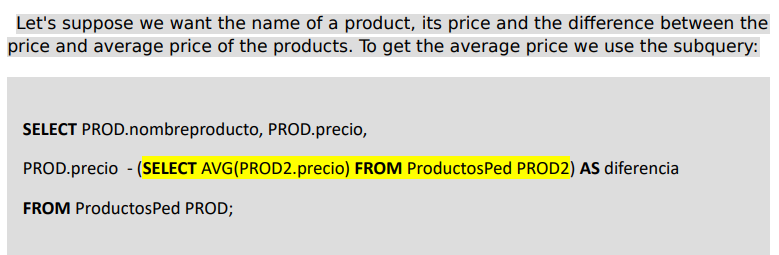 Let's suppose we want the name of a product, its price and the difference between the
price and average price of the products. To get the average price we use the subquery:
SELECT PROD.nombreproducto, PROD.precio,
PROD.precio - (SELECT AVG(PROD2.precio) FROM ProductosPed PROD2) AS diferencia
FROM ProductosPed PROD;